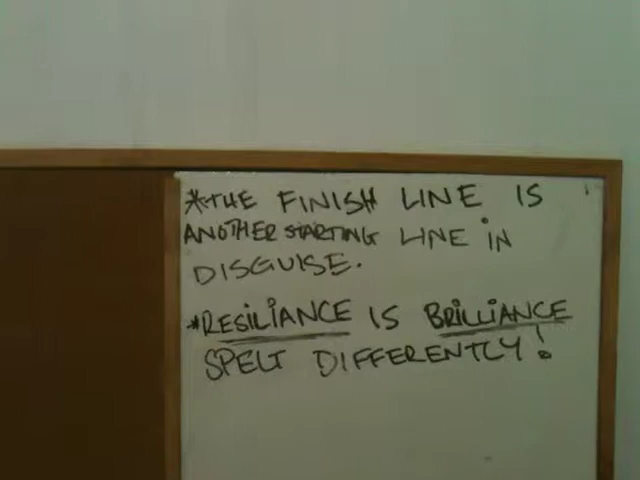 *THE FINISH LINE IS
ANOTHER STARTING LINE IN
DISGUISE.
*RESILIANCE IS BRILLIANCE
SPELT DIFFERENTLY!